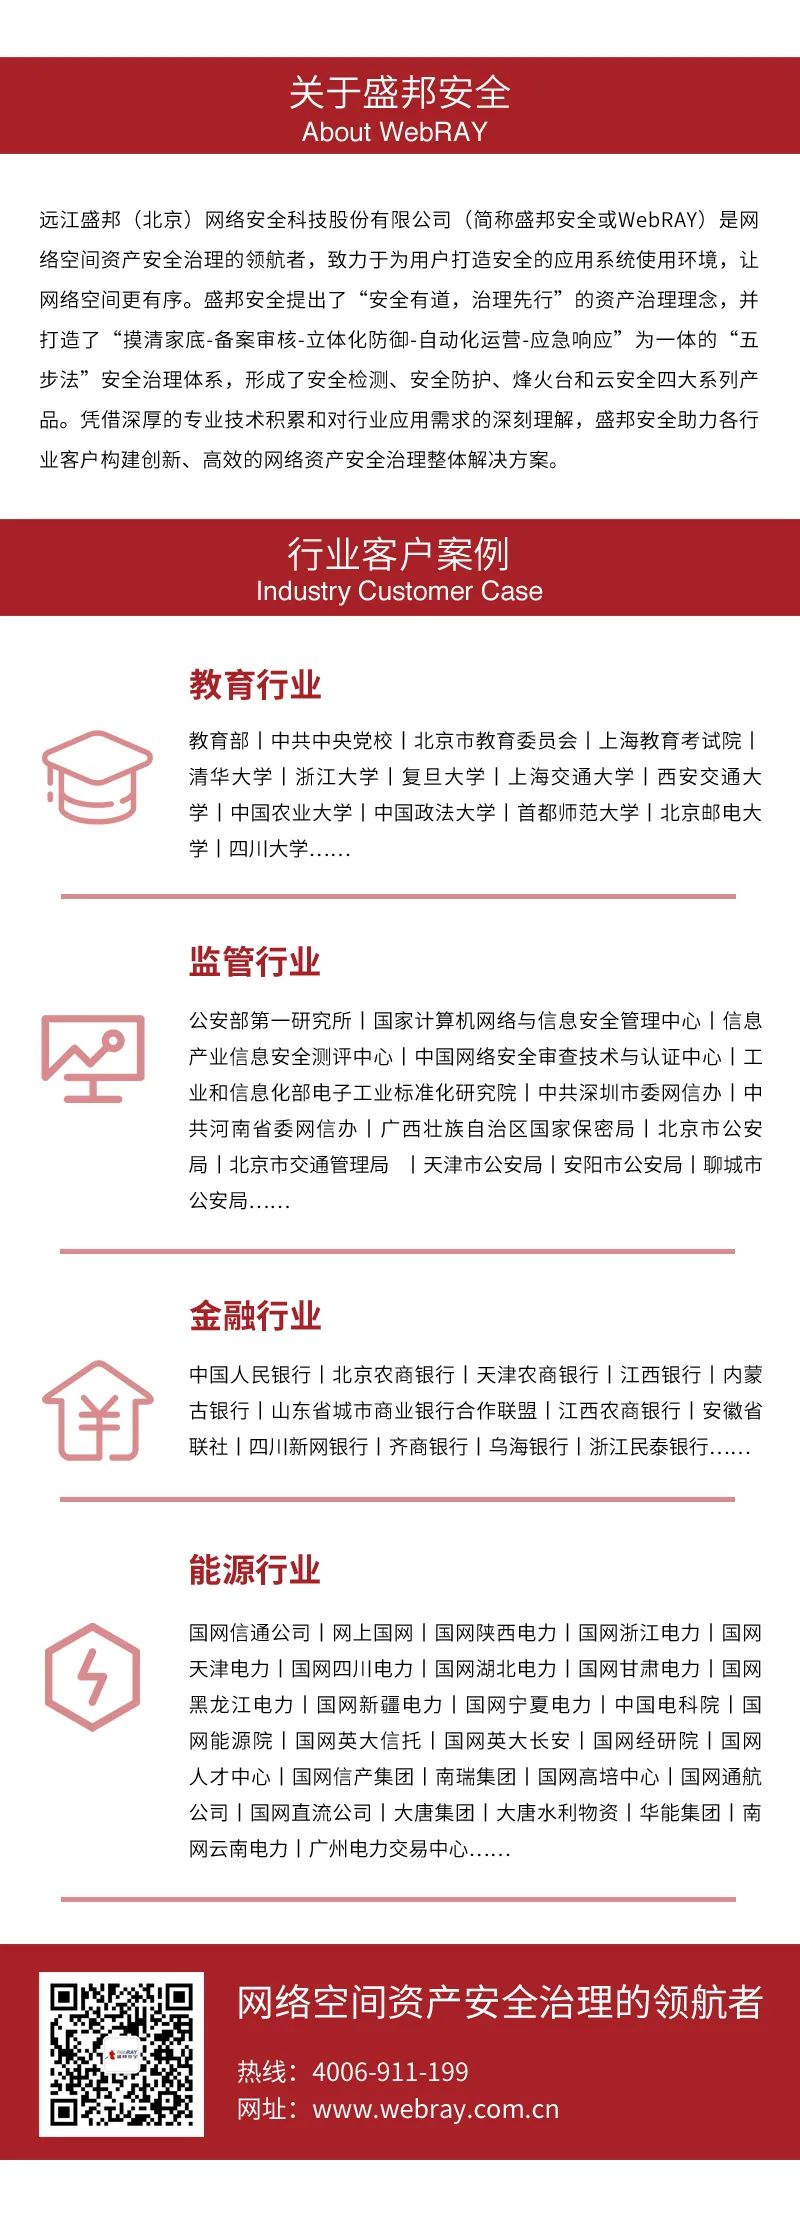 关于盛邦安全
About WebRAY
远江盛邦（北京）网络安全科技股份有限公司（简称盛邦安全或WebRAY）是网
络空间资产安全治理的领航者，致力于为用户打造安全的应用系统使用环境，让
网络空间更有序。盛邦安全提出了“安全有道，治理先行”的资产治理理念，并
打造了“摸清家底-备案审核-立体化防御-自动化运营-应急响应”为一体的“五
步法”安全治理体系，形成了安全检测、安全防护、烽火台和云安全四大系列产
品。凭借深厚的专业技术积累和对行业应用需求的深刻理解，盛邦安全助力各行
业客户构建创新、高效的网络资产安全治理整体解决方案。
行业客户案例
Industry Customer Case
教育行业
教育部丨中共中央党校丨北京市教育委员会丨上海教育考试院丨
清华大学丨浙江大学丨复旦大学丨上海交通大学丨西安交通大
学丨中国农业大学丨中国政法大学丨首都师范大学丨北京邮电大
学丨四川大学……
监管行业
公安部第一研究所丨国家计算机网络与信息安全管理中心丨信息
产业信息安全测评中心丨中国网络安全审查技术与认证中心丨工
业和信息化部电子工业标准化研究院丨中共深圳市委网信办丨中
共河南省委网信办丨广西壮族自治区国家保密局丨北京市公安
局丨北京市交通管理局 丨天津市公安局丨安阳市公安局丨聊城市
公安局……
金融行业
中国人民银行丨北京农商银行丨天津农商银行丨江西银行丨内蒙
古银行丨山东省城市商业银行合作联盟丨江西农商银行丨安徽省
联社丨四川新网银行丨齐商银行丨乌海银行丨浙江民泰银行……
能源行业
国网信通公司丨网上国网丨国网陕西电力丨国网浙江电力丨国网
天津电力丨国网四川电力丨国网湖北电力丨国网甘肃电力丨国网
黑龙江电力丨国网新疆电力丨国网宁夏电力丨中国电科院丨国
网能源院丨国网英大信托丨国网英大长安丨国网经研院丨国网
人才中心丨国网信产集团丨南瑞集团丨国网高培中心丨国网通航
公司丨国网直流公司丨大唐集团丨大唐水利物资丨华能集团丨南
网云南电力丨广州电力交易中心……
WebRAY
盛邦安全
网络空间资产安全治理的领航者
热线：4006-911-199
网址：www.webray.com.cn